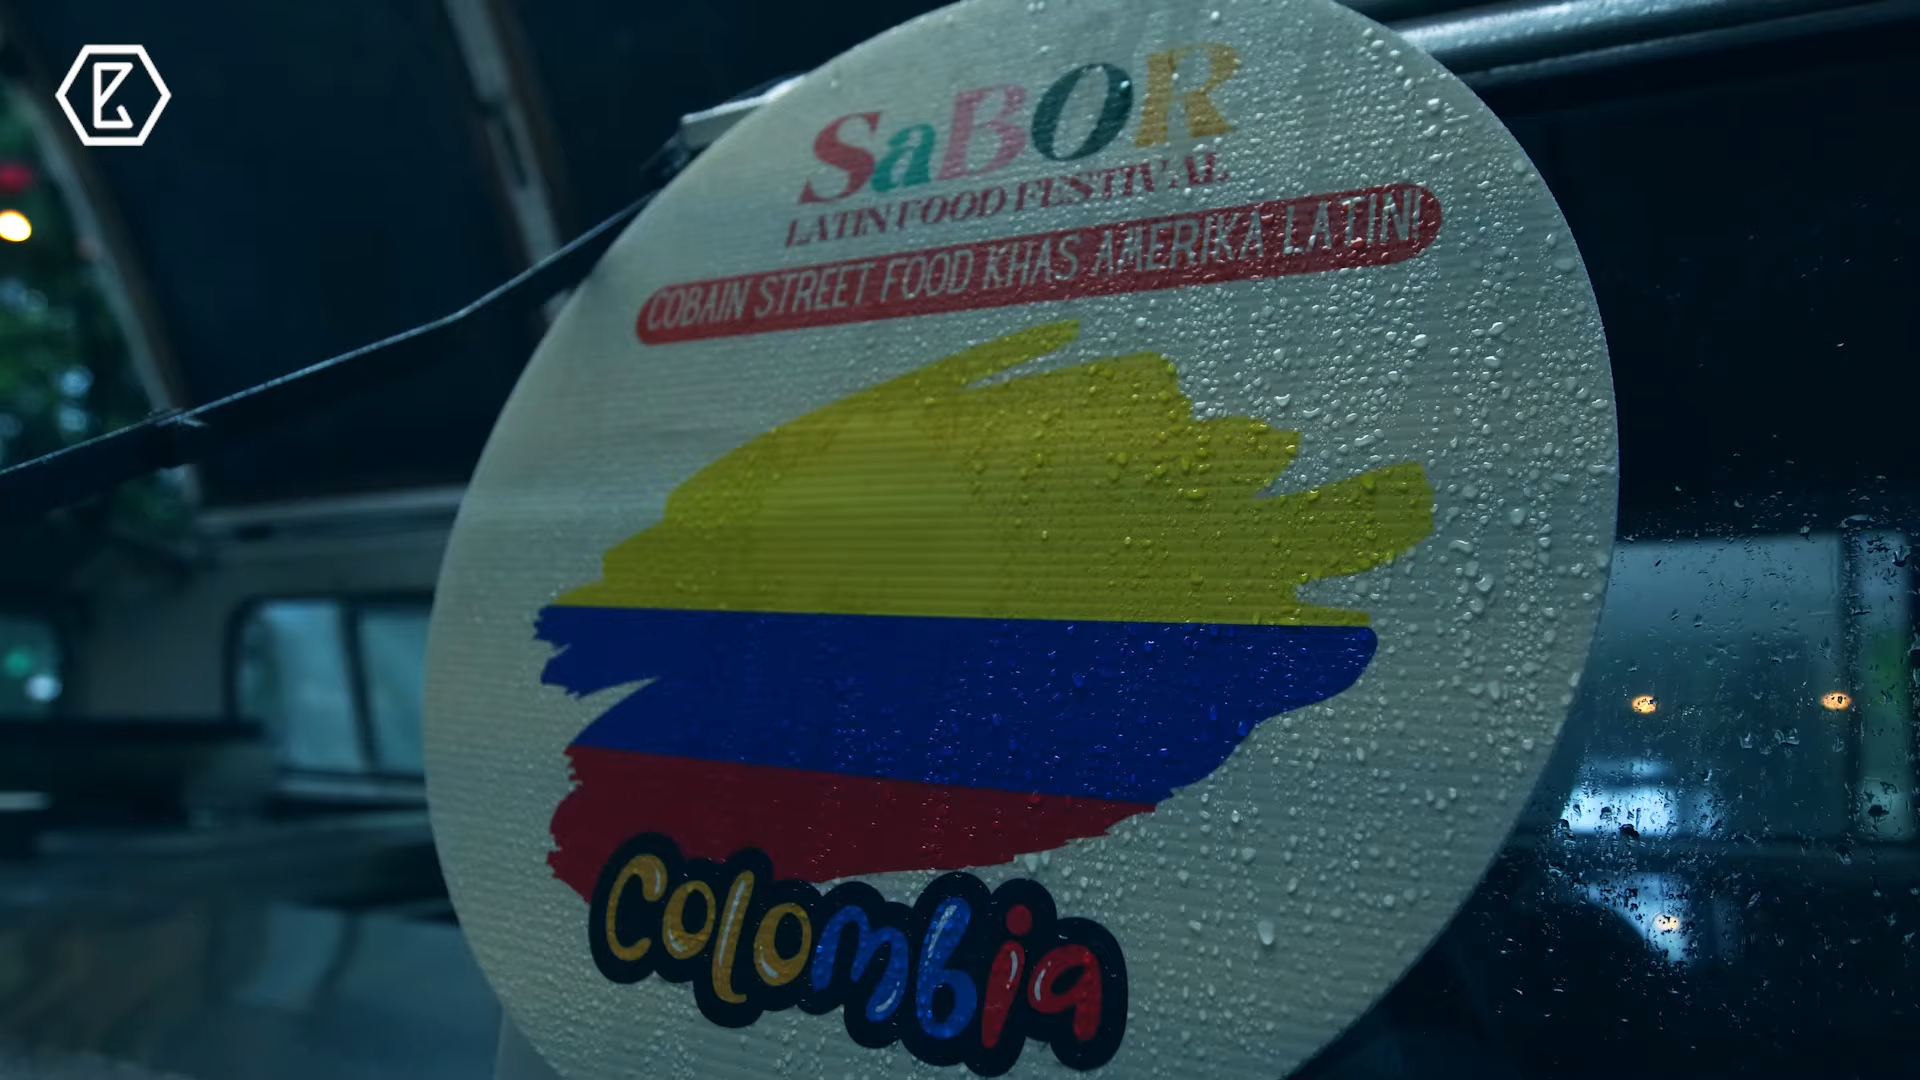 SaBOR
LATIN FOOD FESTIVAL
COBAIN STREET FOOD KHAS AMERIKA LATIN!
Colombia